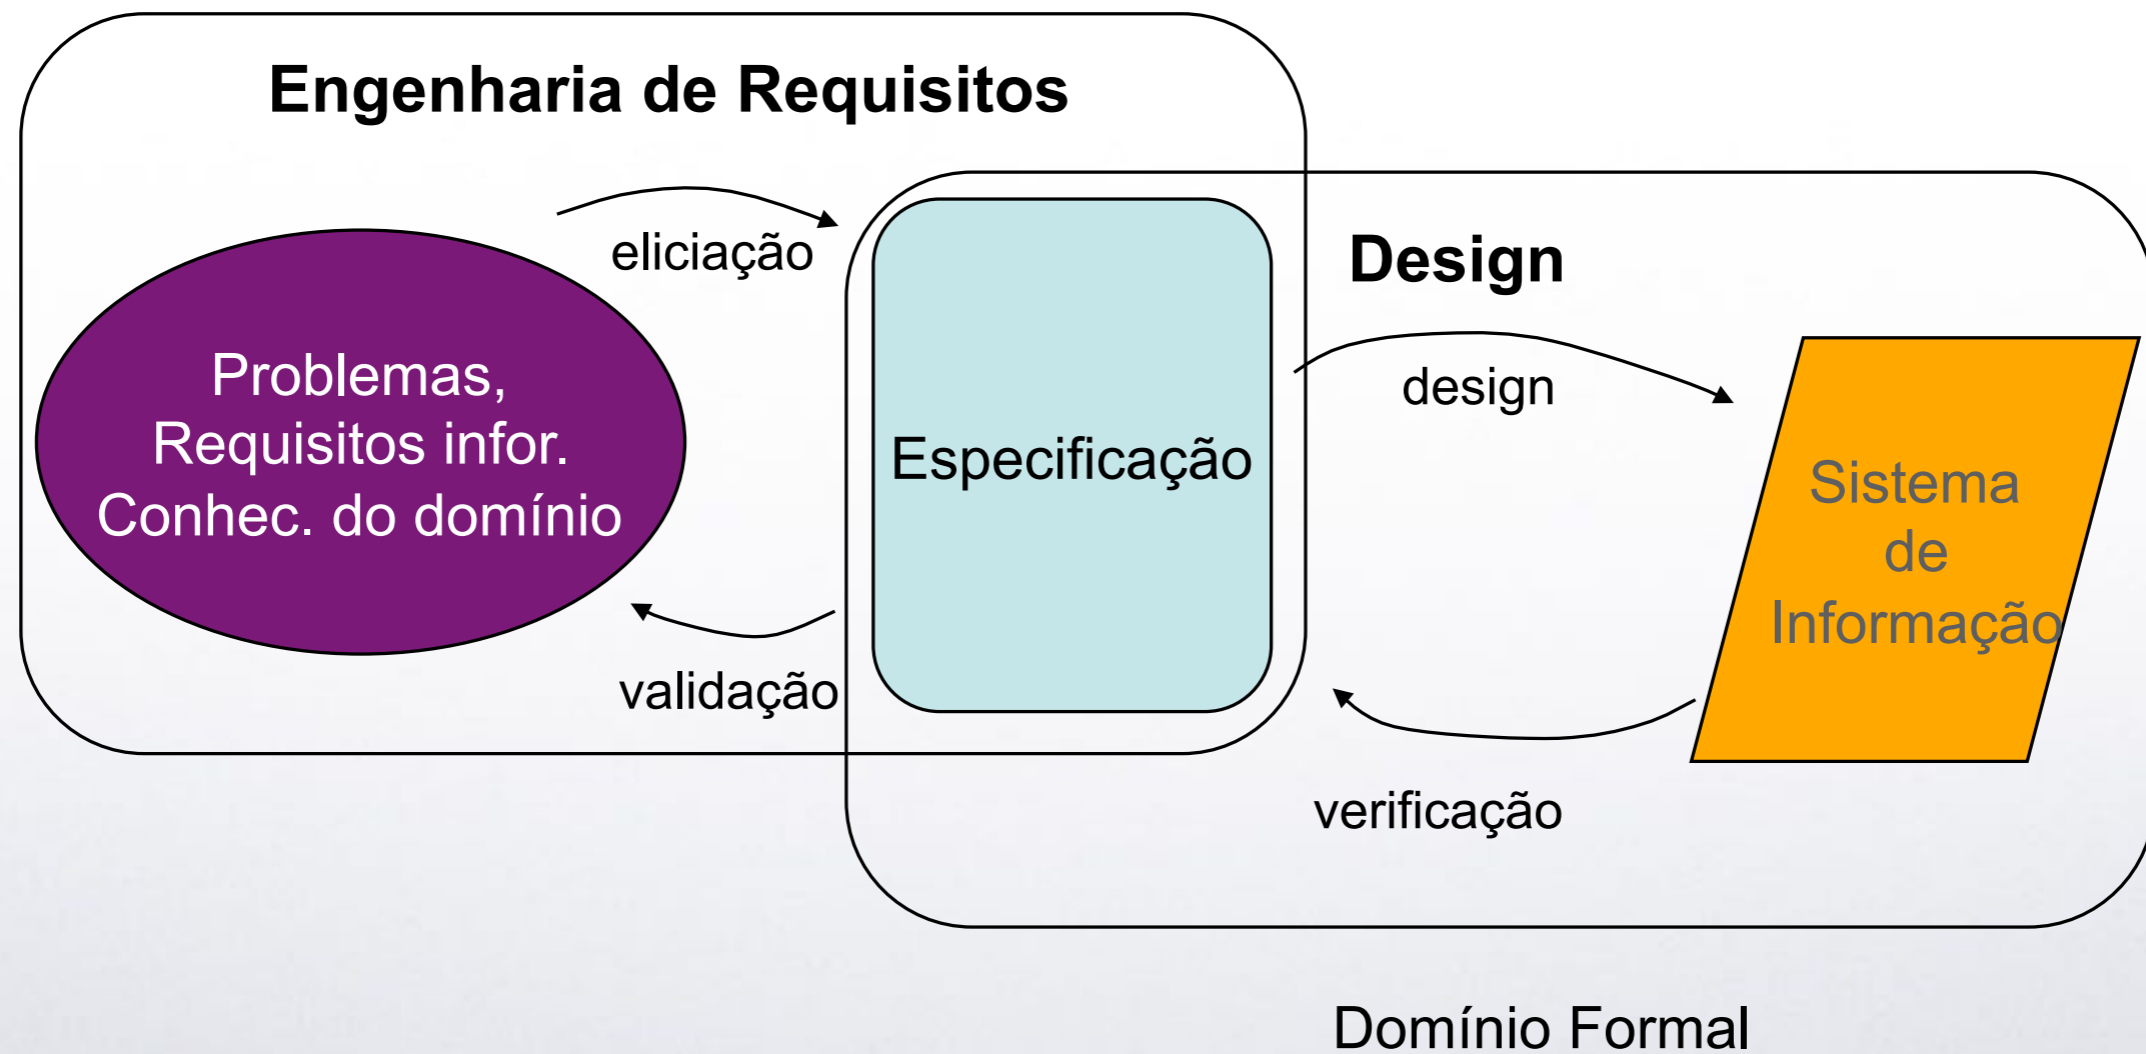 Engenharia de Requisitos
eliciação
Problemas,
Requisitos infor.
Conhec. do domínio
validação
Especificação
Design
design
Sistema
de
Informação
verificação
Domínio Formal